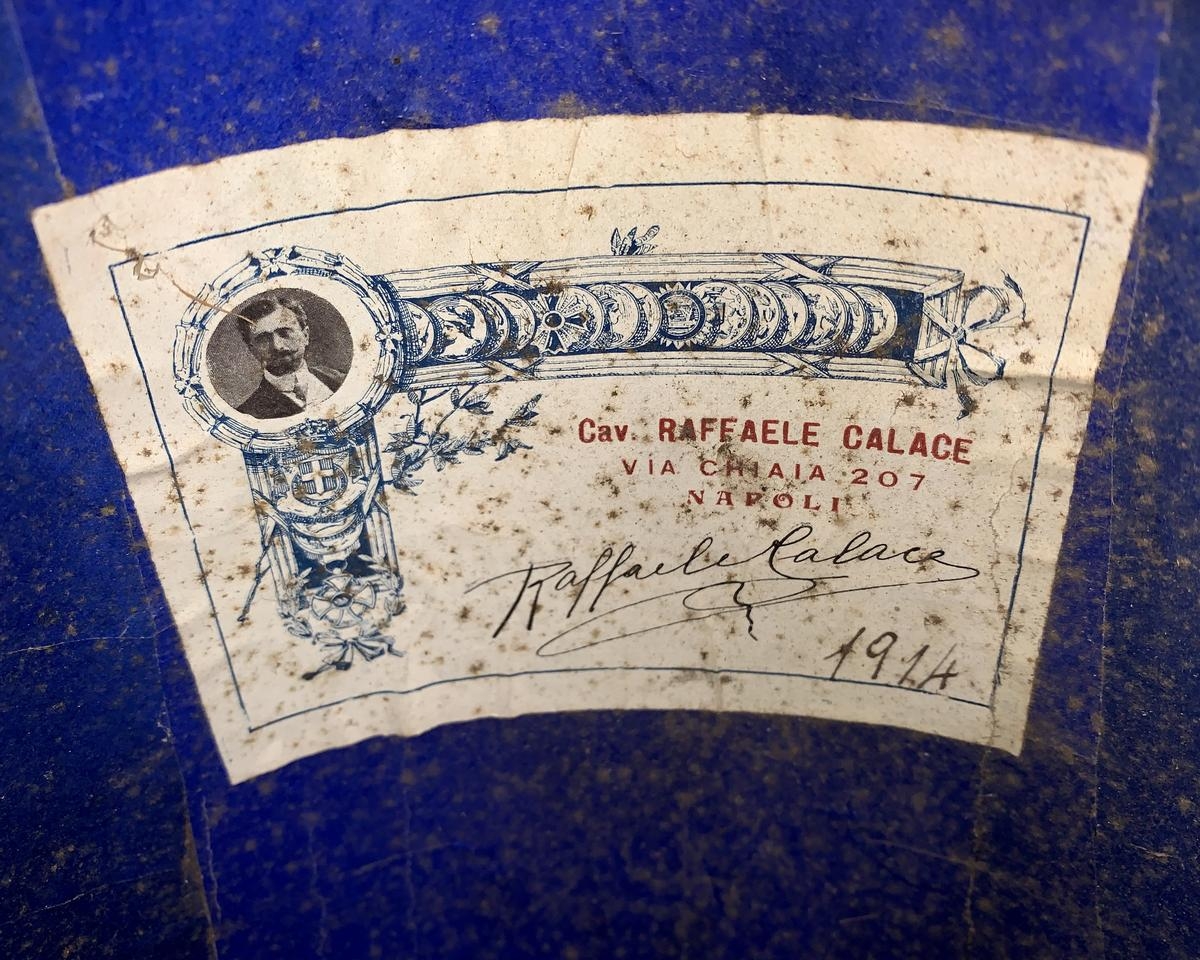 Cav. RAFFAELE CALACE
VIA CHIAIA 207
NAPOLI
Raffaele Calace
1914